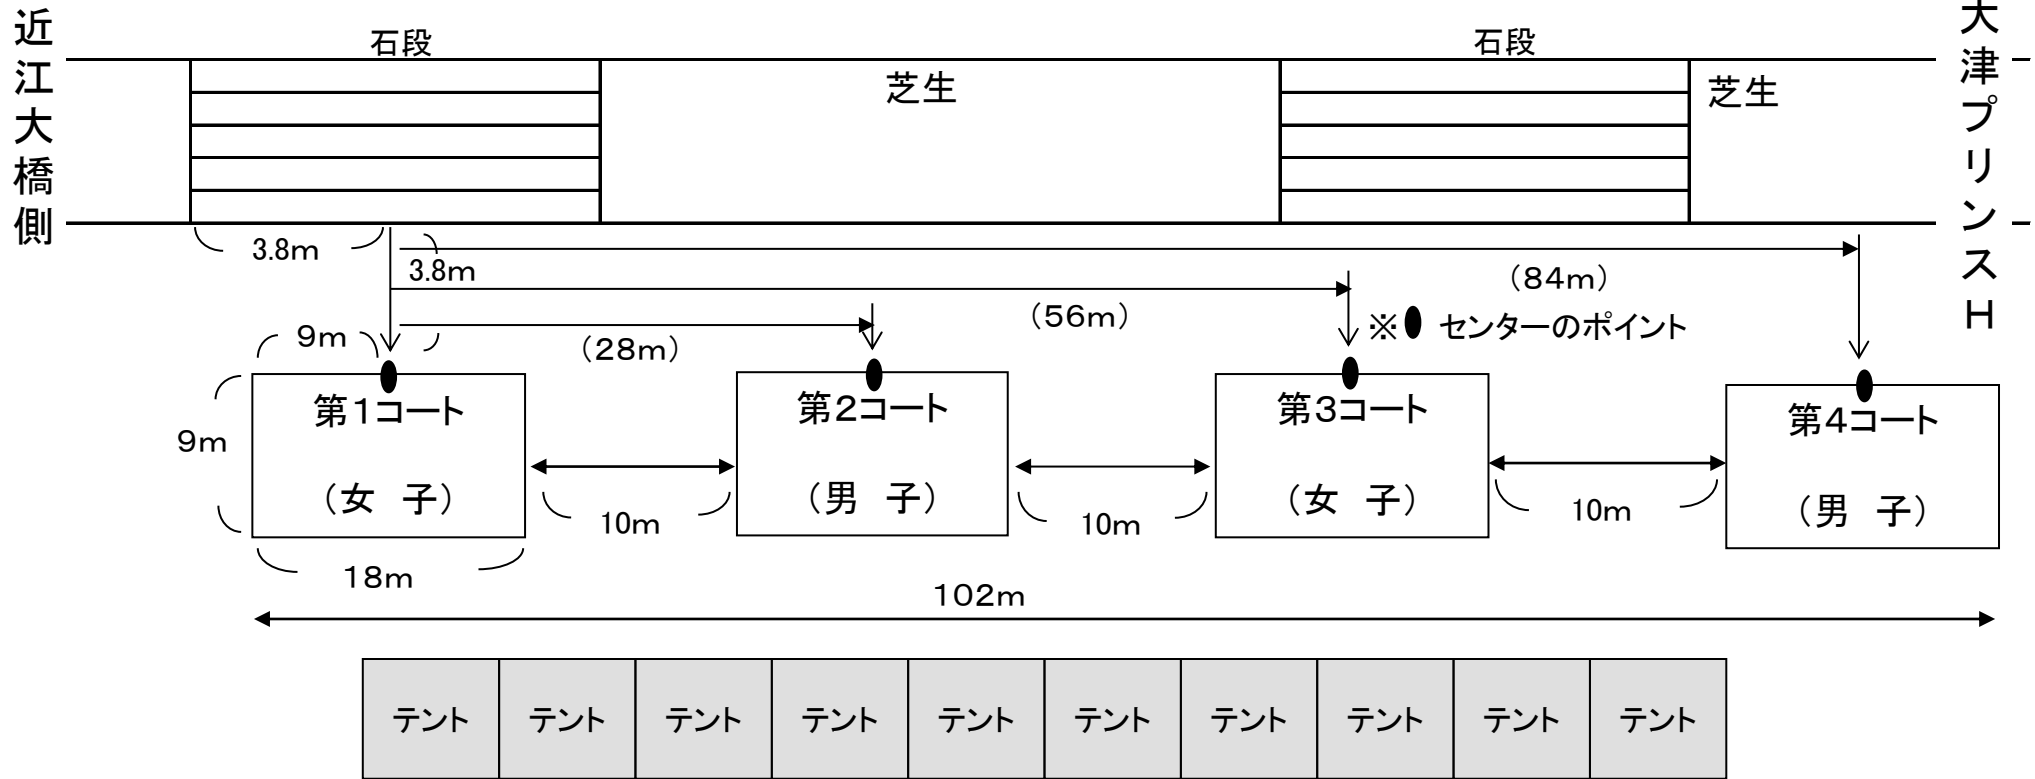 近江大橋側
大津プリンスH
石段
石段
芝生
芝生
3.8m
3.8m
(84m)
(56m)
(28m)
※ センターのポイント
9m
9m
第1コート
(女 子)
第2コート
(男 子)
第3コート
(女 子)
第4コート
(男 子)
10m
10m
10m
18m
102m
テント
テント
テント
テント
テント
テント
テント
テント
テント
テント